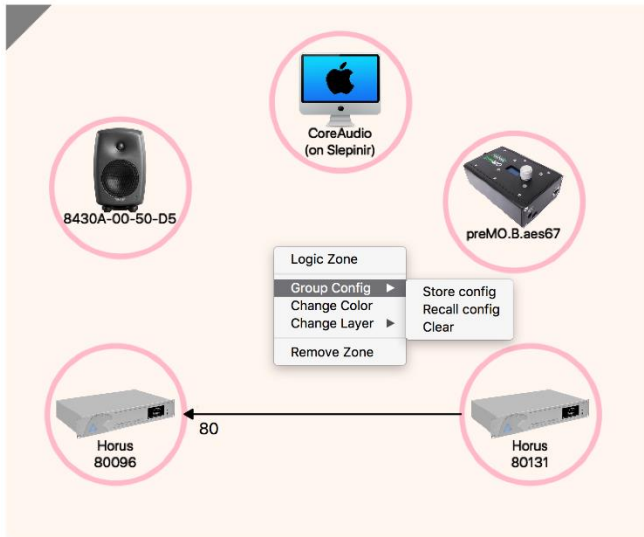 CoreAudio
(on Slepinir)
8430A-00-50-D5
preMO.B.aes67
Logic Zone
Group Config
Change Color
Change Layer
Remove Zone
Store config
Recall config
Clear
80
Horus
80096
Horus
80131